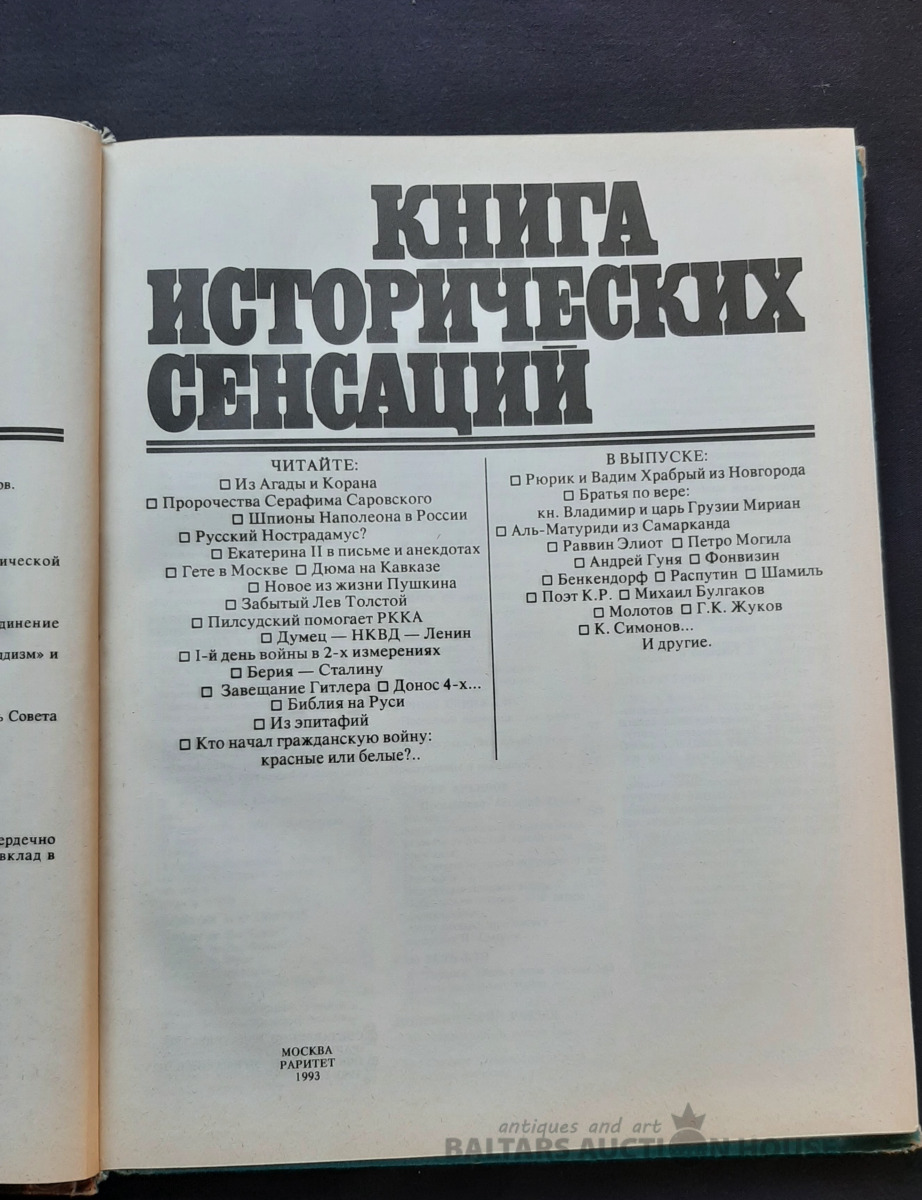 КНИГА
ИСТОРИЧЕСКИХ
СЕНСАЦИЙ
ЧИТАЙТЕ:
□ Из Агады и Корана
□ Пророчества Серафима Саровского
□ Шпионы Наполеона в России
□ Русский Нострадамус?
□ Екатерина II в письме и анекдотах
□ Гете в Москве □ Дюма на Кавказе
□ Новое из жизни Пушкина
□ Забытый Лев Толстой
□ Пилсудский помогает РККА
□ Думец — НКВД — Ленин
□ I-й день войны в 2-х измерениях
□ Берия — Сталину
□ Завещание Гитлера □ Донос 4-х...
□ Библия на Руси
□ Из эпитафий
□ Кто начал гражданскую войну:
красные или белые?..
В ВЫПУСКЕ:
□ Рюрик и Вадим Храбрый из Новгорода
□ Братья по вере:
кн. Владимир и царь Грузии Мириан
□ Аль-Матуриди из Самарканда
□ Раввин Элиот □ Петро Могила
□ Андрей Гуня □ Фонвизин
□ Бенкендорф □ Распутин □ Шамиль
□ Поэт К.Р. □ Михаил Булгаков
□ Молотов □ Г.К. Жуков
□ К. Симонов...
И другие.
МОСКВА
РАРИТЕТ
1993
ов.
ической
динение
идизм» и
ь Совета
ердечно
вклад в
antiques and art
BALTARS AUCTION HOUSE